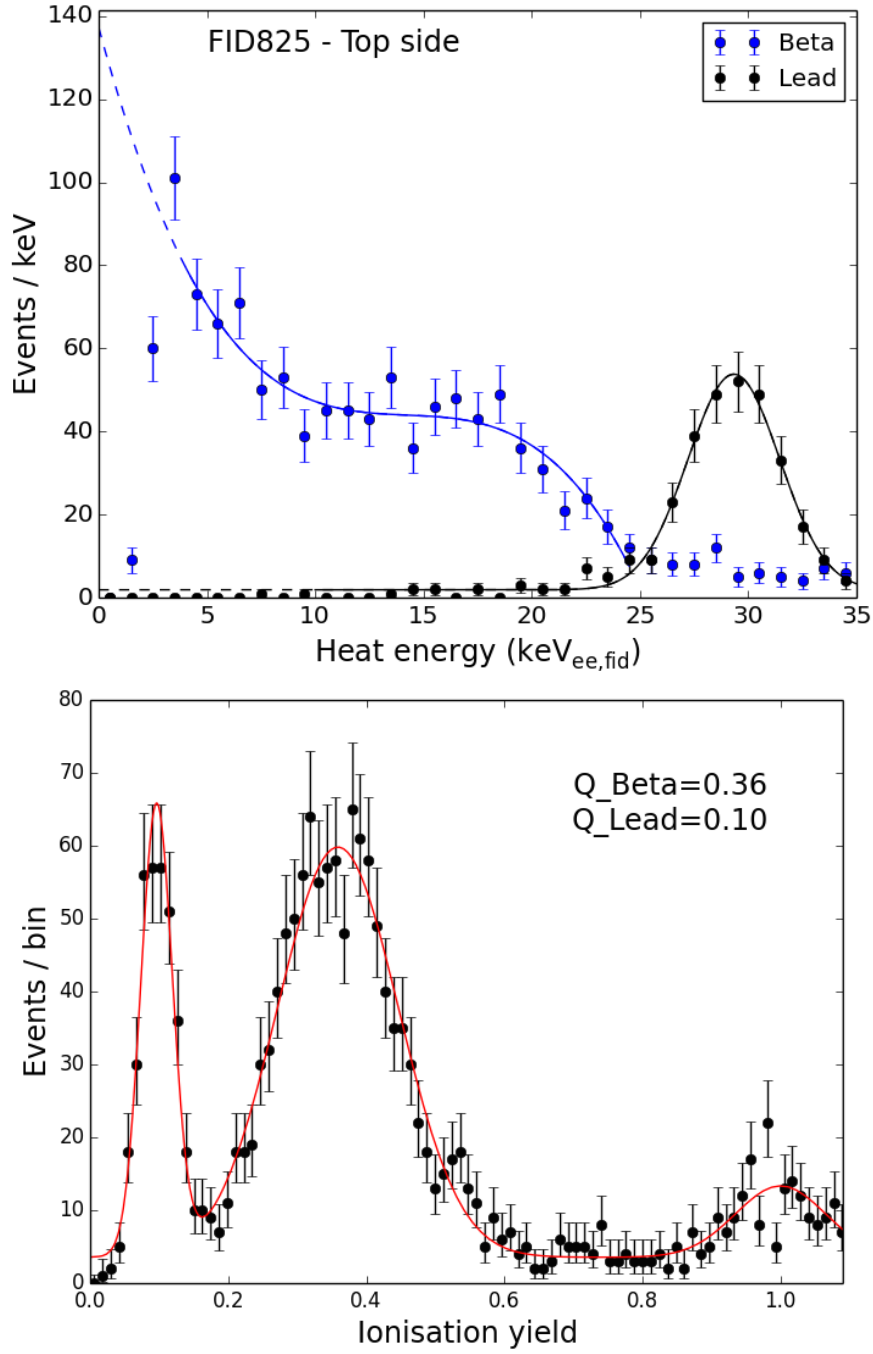 FID825 - Top side
Beta
Lead
140
120
100
80
60
40
20
0
Events / keV
0 5 10 15 20 25 30 35
Heat energy (keVee,fid)
80
70
60
50
40
30
20
10
0
Events / bin
Q_Beta=0.36
Q_Lead=0.10
0.0 0.2 0.4 0.6 0.8 1.0
Ionisation yield